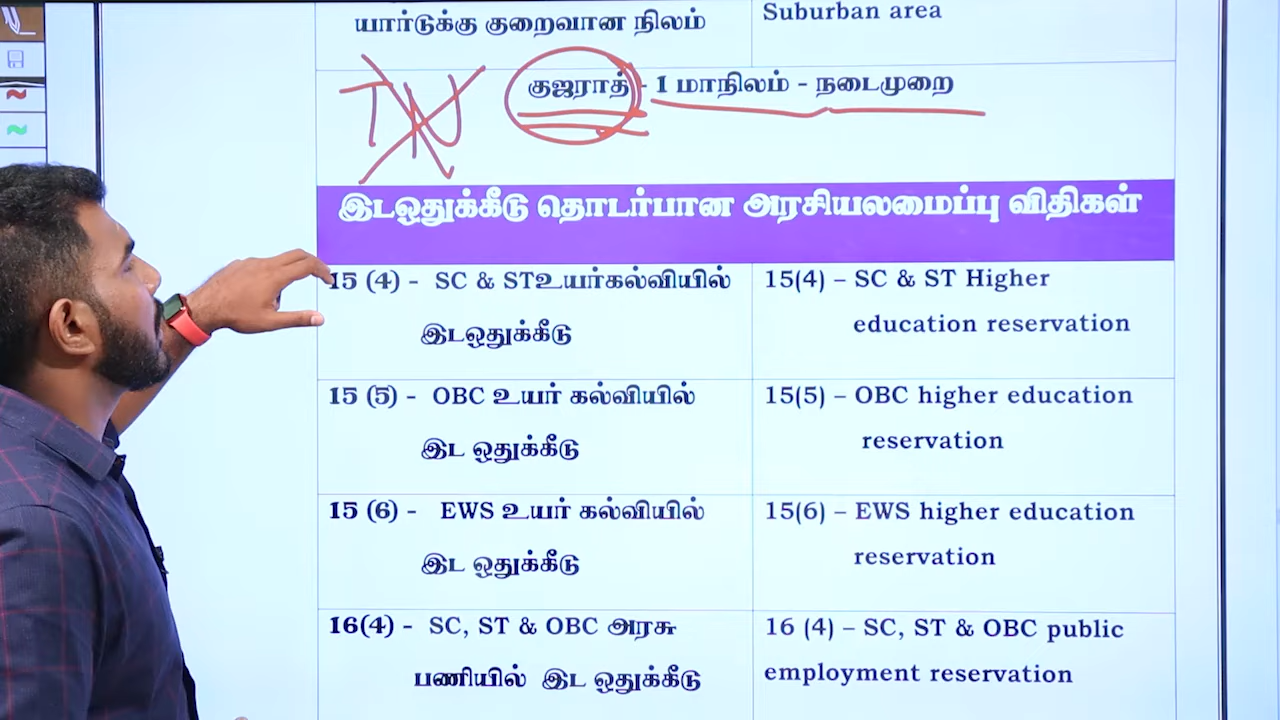 யார்டுக்கு குறைவான நிலம்
Suburban area
TN
குஜராத் - 1 மாநிலம் - நடைமுறை
இடஒதுக்கீடு தொடர்பான அரசியலமைப்பு விதிகள்
15 (4) - SC & STஉயர்கல்வியில்
இடஒதுக்கீடு
15(4) – SC & ST Higher
education reservation
15 (5) - OBC உயர் கல்வியில்
இட ஒதுக்கீடு
15(5) – OBC higher education
reservation
15 (6) - EWS உயர் கல்வியில்
இட ஒதுக்கீடு
15(6) – EWS higher education
reservation
16(4) - SC, ST & OBC அரசு
பணியில் இட ஒதுக்கீடு
16 (4) – SC, ST & OBC public
employment reservation